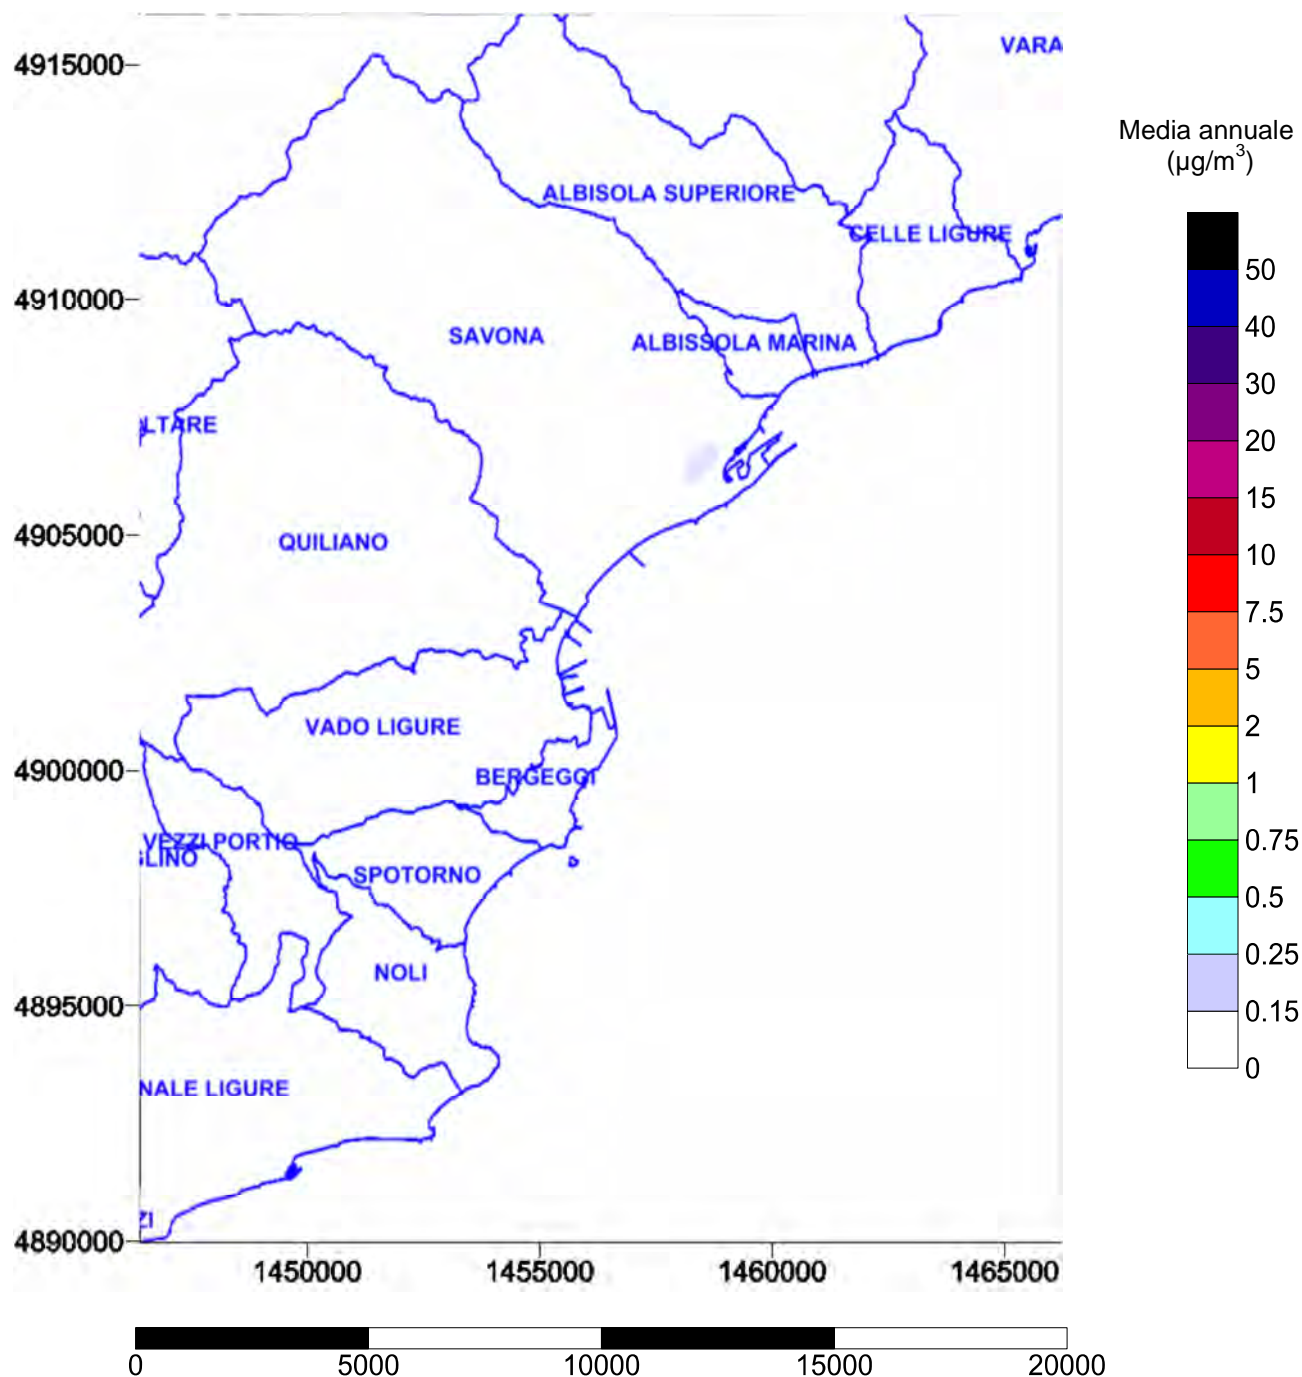 4915000
VARA
Media annuale
(µg/m³)
ALBISOLA SUPERIORE
CELLE LIGURE
50
4910000
40
SAVONA
ALBISSOLA MARINA
30
LTARE
20
15
4905000
QUILIANO
10
7.5
5
VADO LIGURE
2
4900000
BERGEGGI
1
VEZZI PORTIO
GLINO
0.75
SPOTORNO
0.5
NOLI
0.25
4895000
0.15
NALE LIGURE
0
ZI
4890000
1450000 1455000 1460000 1465000
0 5000 10000 15000 20000